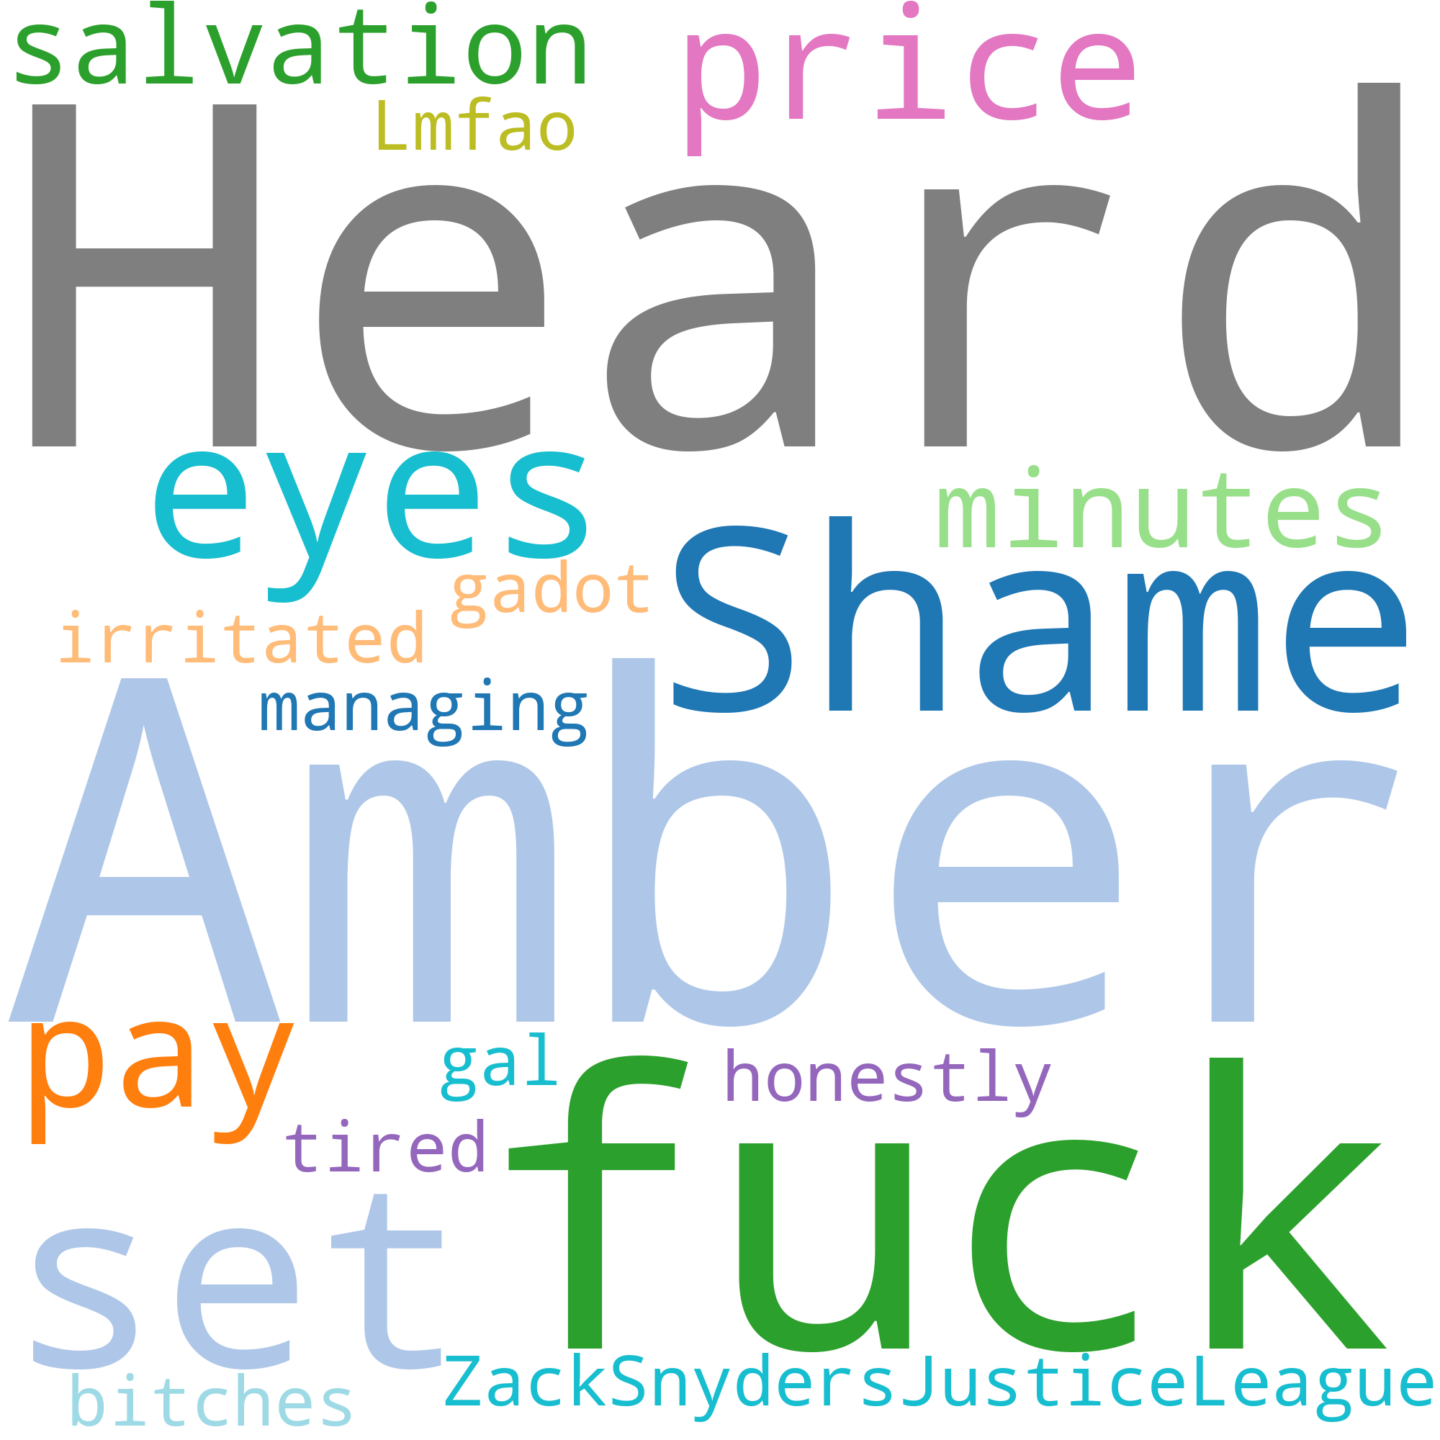 salvation
price
Lmfao
Heard
eyes
minutes
Shame
gadot
irritated
managing
Amber
pay
gal
honestly
fuck
tired
set
ZackSnydersJusticeLeague
bitches